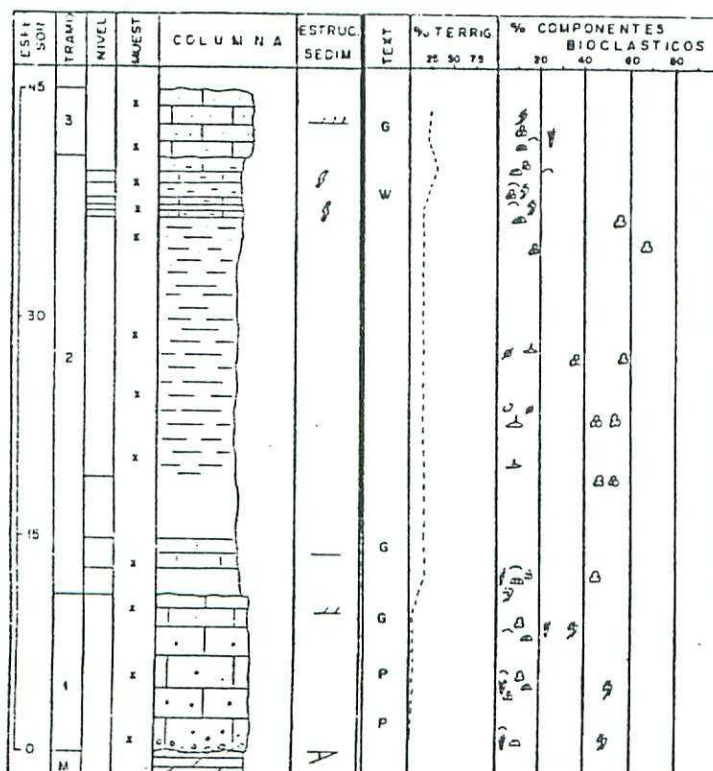 ESPESOR
TRAMO
NIVEL
MUEST
COLUMNA
ESTRUC.
SEDIM
TEXT
% TERRIG.
25 50 75
% COMPONENTES
BIOCLASTICOS
20 40 60 80
45
3
x
x
G
x
W
x
x
30
x
2
x
x
15
G
x
x
G
1
x
P
P
x
0
M